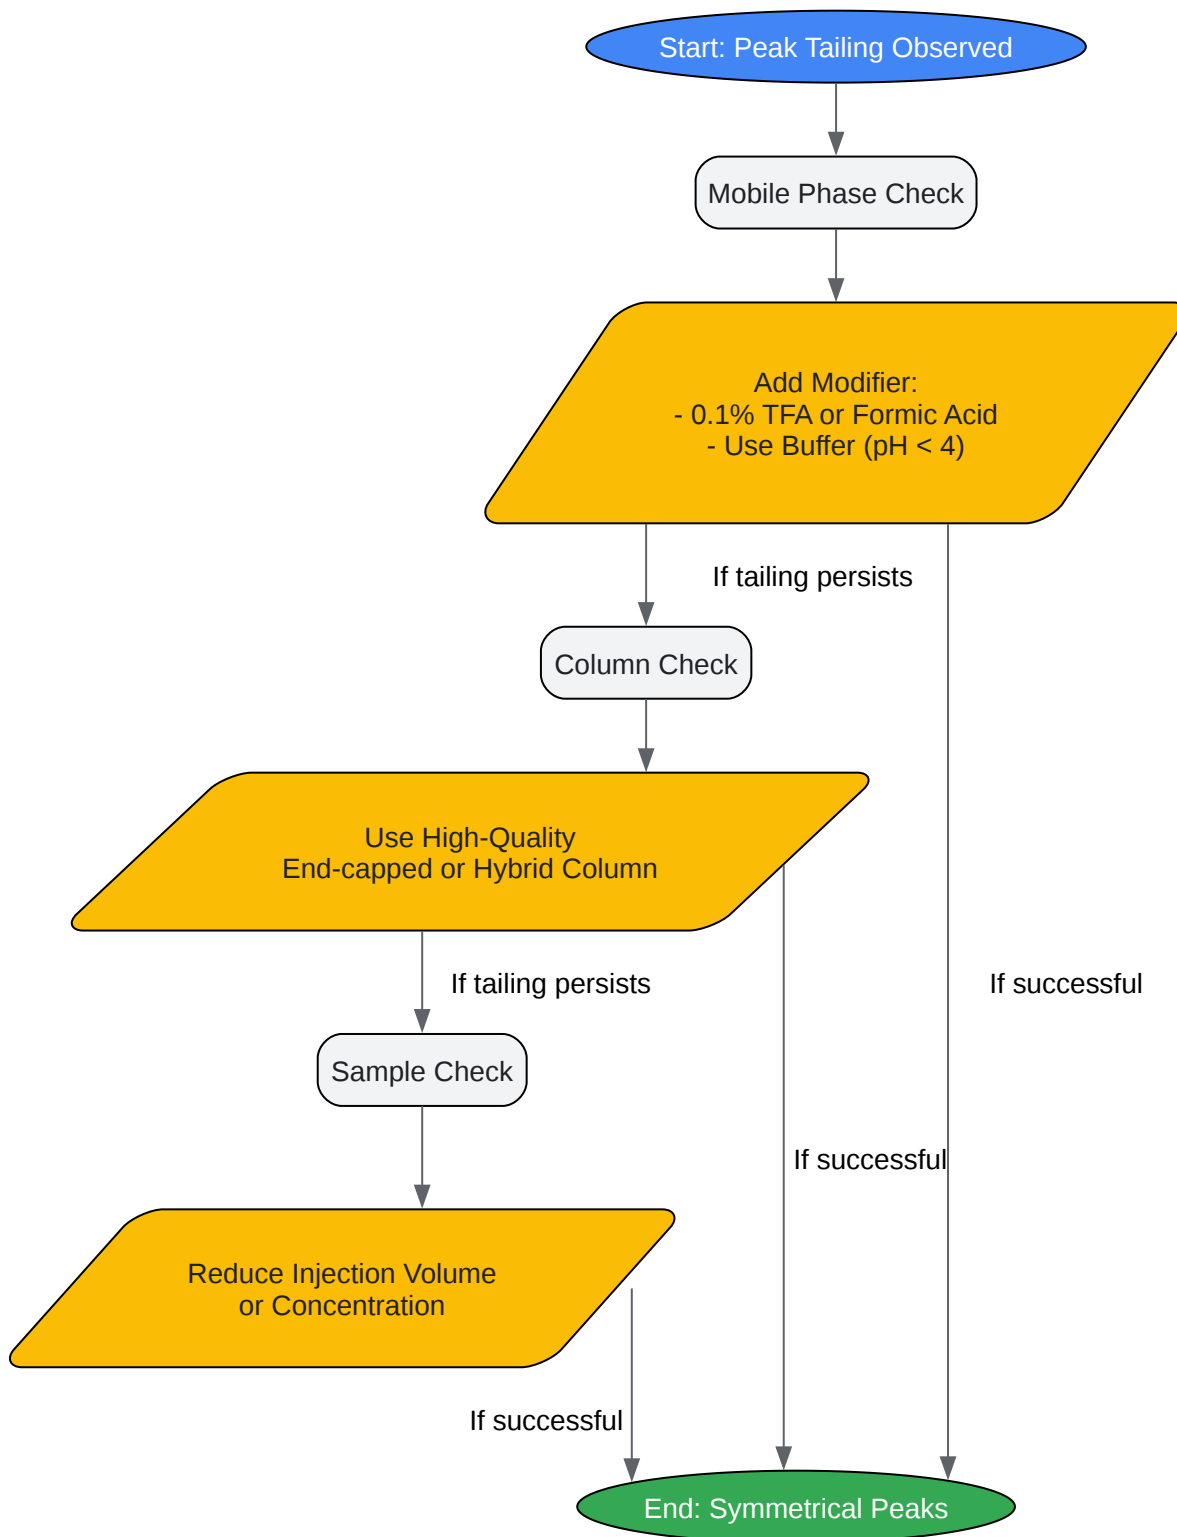 Start: Peak Tailing Observed
Mobile Phase Check
Add Modifier:
- 0.1% TFA or Formic Acid
- Use Buffer (pH < 4)
If tailing persists
Column Check
Use High-Quality
End-capped or Hybrid Column
If tailing persists
If successful
Sample Check
If successful
Reduce Injection Volume
or Concentration
If successful
End: Symmetrical Peaks